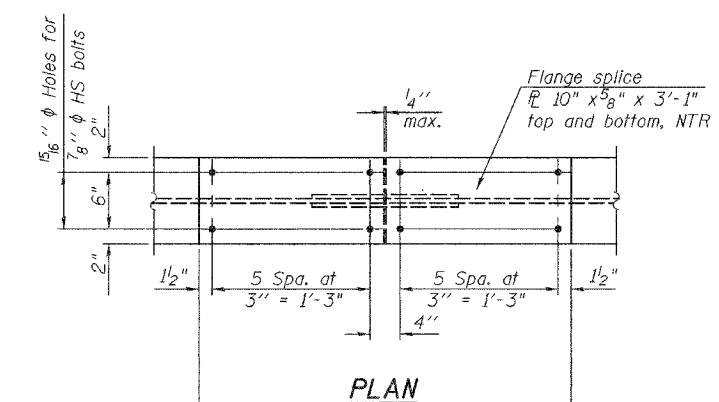 15/16'' ϕ Holes for
7/8'' ϕ HS bolts
1/4''
max.
Flange splice
℄ 10" x 5/8" x 3'-1"
top and bottom, NTR
2"
6"
2"
1 1/2"
5 Spa. at
3'' = 1'-3"
5 Spa. at
3'' = 1'-3"
1 1/2"
4''
PLAN